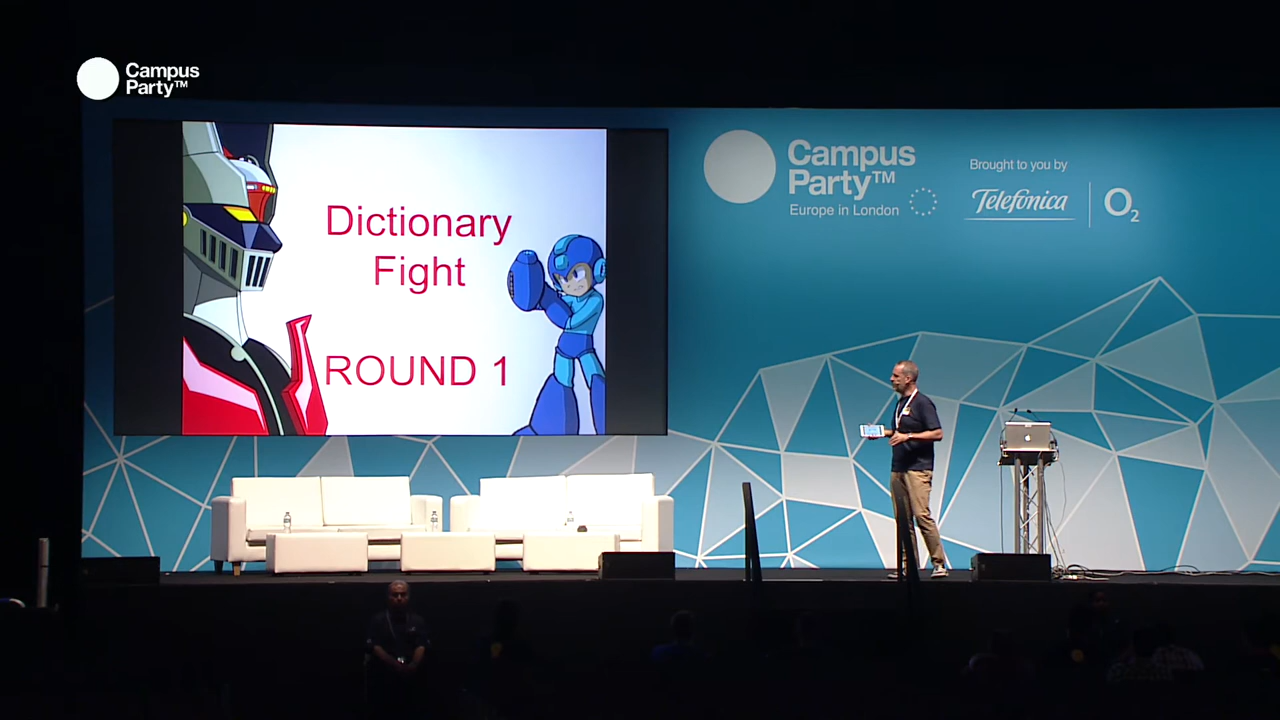 Campus
Party™
Dictionary
Fight
ROUND 1
Campus
Party™
Europe in London
Brought to you by
Telefonica
O2